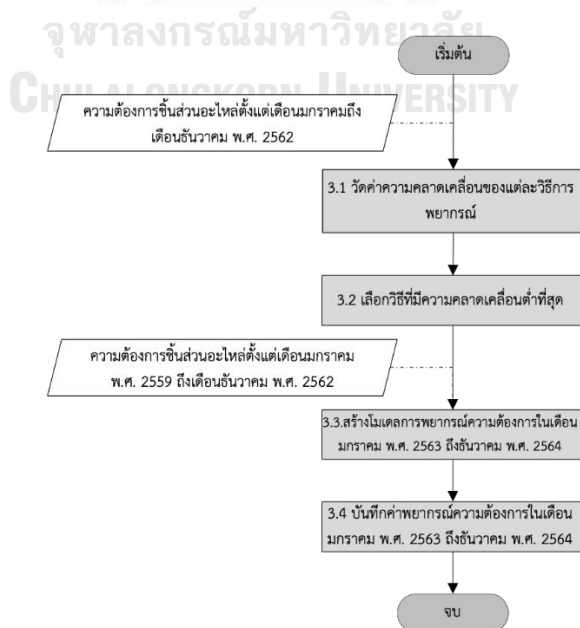 จุฬาลงกรณ์มหาวิทยาลัย
CHULALONGKORN UNIVERSITY
เริ่มต้น
ความต้องการชิ้นส่วนอะไหล่ตั้งแต่เดือนมกราคมถึง
เดือนธันวาคม พ.ศ. 2562
3.1 วัดค่าความคลาดเคลื่อนของแต่ละวิธีการ
พยากรณ์
3.2 เลือกวิธีที่มีความคลาดเคลื่อนต่ำที่สุด
ความต้องการชิ้นส่วนอะไหล่ตั้งแต่เดือนมกราคม
พ.ศ. 2559 ถึงเดือนธันวาคม พ.ศ. 2562
3.3.สร้างโมเดลการพยากรณ์ความต้องการในเดือน
มกราคม พ.ศ. 2563 ถึงธันวาคม พ.ศ. 2564
3.4 บันทึกค่าพยากรณ์ความต้องการในเดือน
มกราคม พ.ศ. 2563 ถึงธันวาคม พ.ศ. 2564
จบ